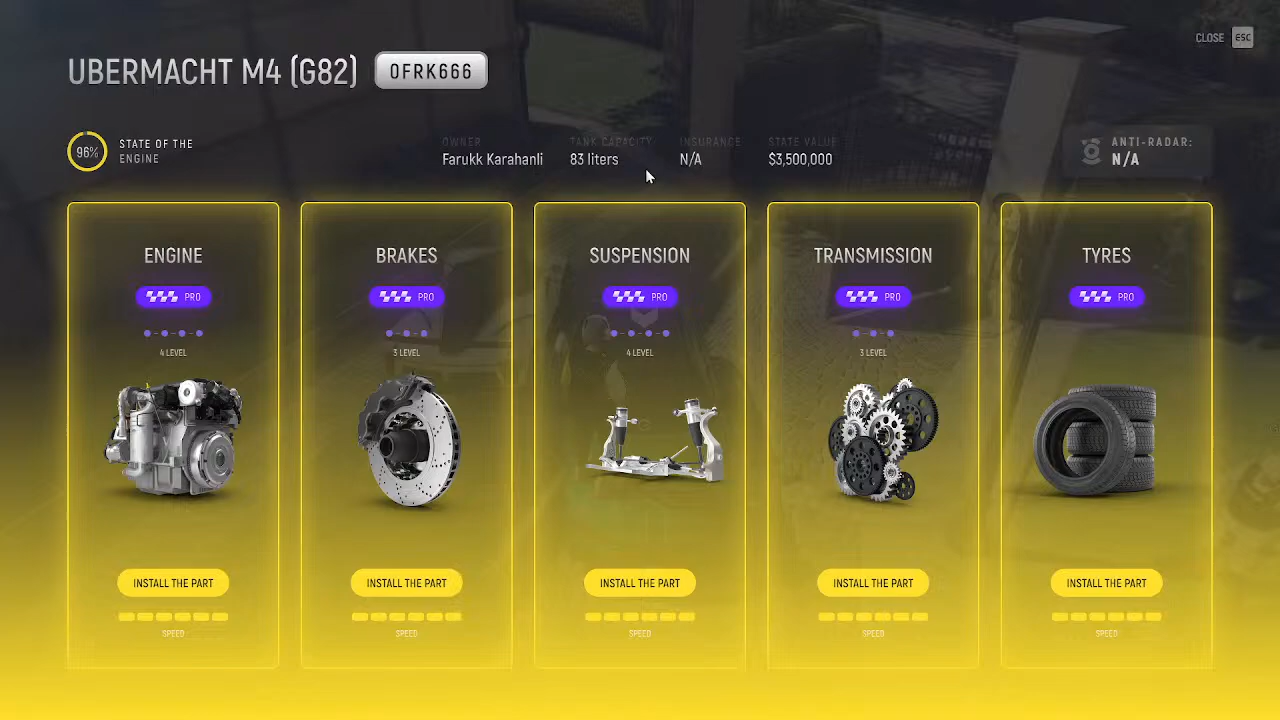 CLOSE ESC
UBERMACHT M4 (G82) OFRK666
96%
STATE OF THE
ENGINE
OWNER
Farukk Karahanli
TANK CAPACITY
83 liters
INSURANCE
N/A
STATE VALUE
$3,500,000
ANTI-RADAR:
N/A
ENGINE
PRO
4 LEVEL
INSTALL THE PART
SPEED
BRAKES
PRO
3 LEVEL
INSTALL THE PART
SPEED
SUSPENSION
PRO
4 LEVEL
INSTALL THE PART
SPEED
TRANSMISSION
PRO
3 LEVEL
INSTALL THE PART
SPEED
TYRES
PRO
INSTALL THE PART
SPEED